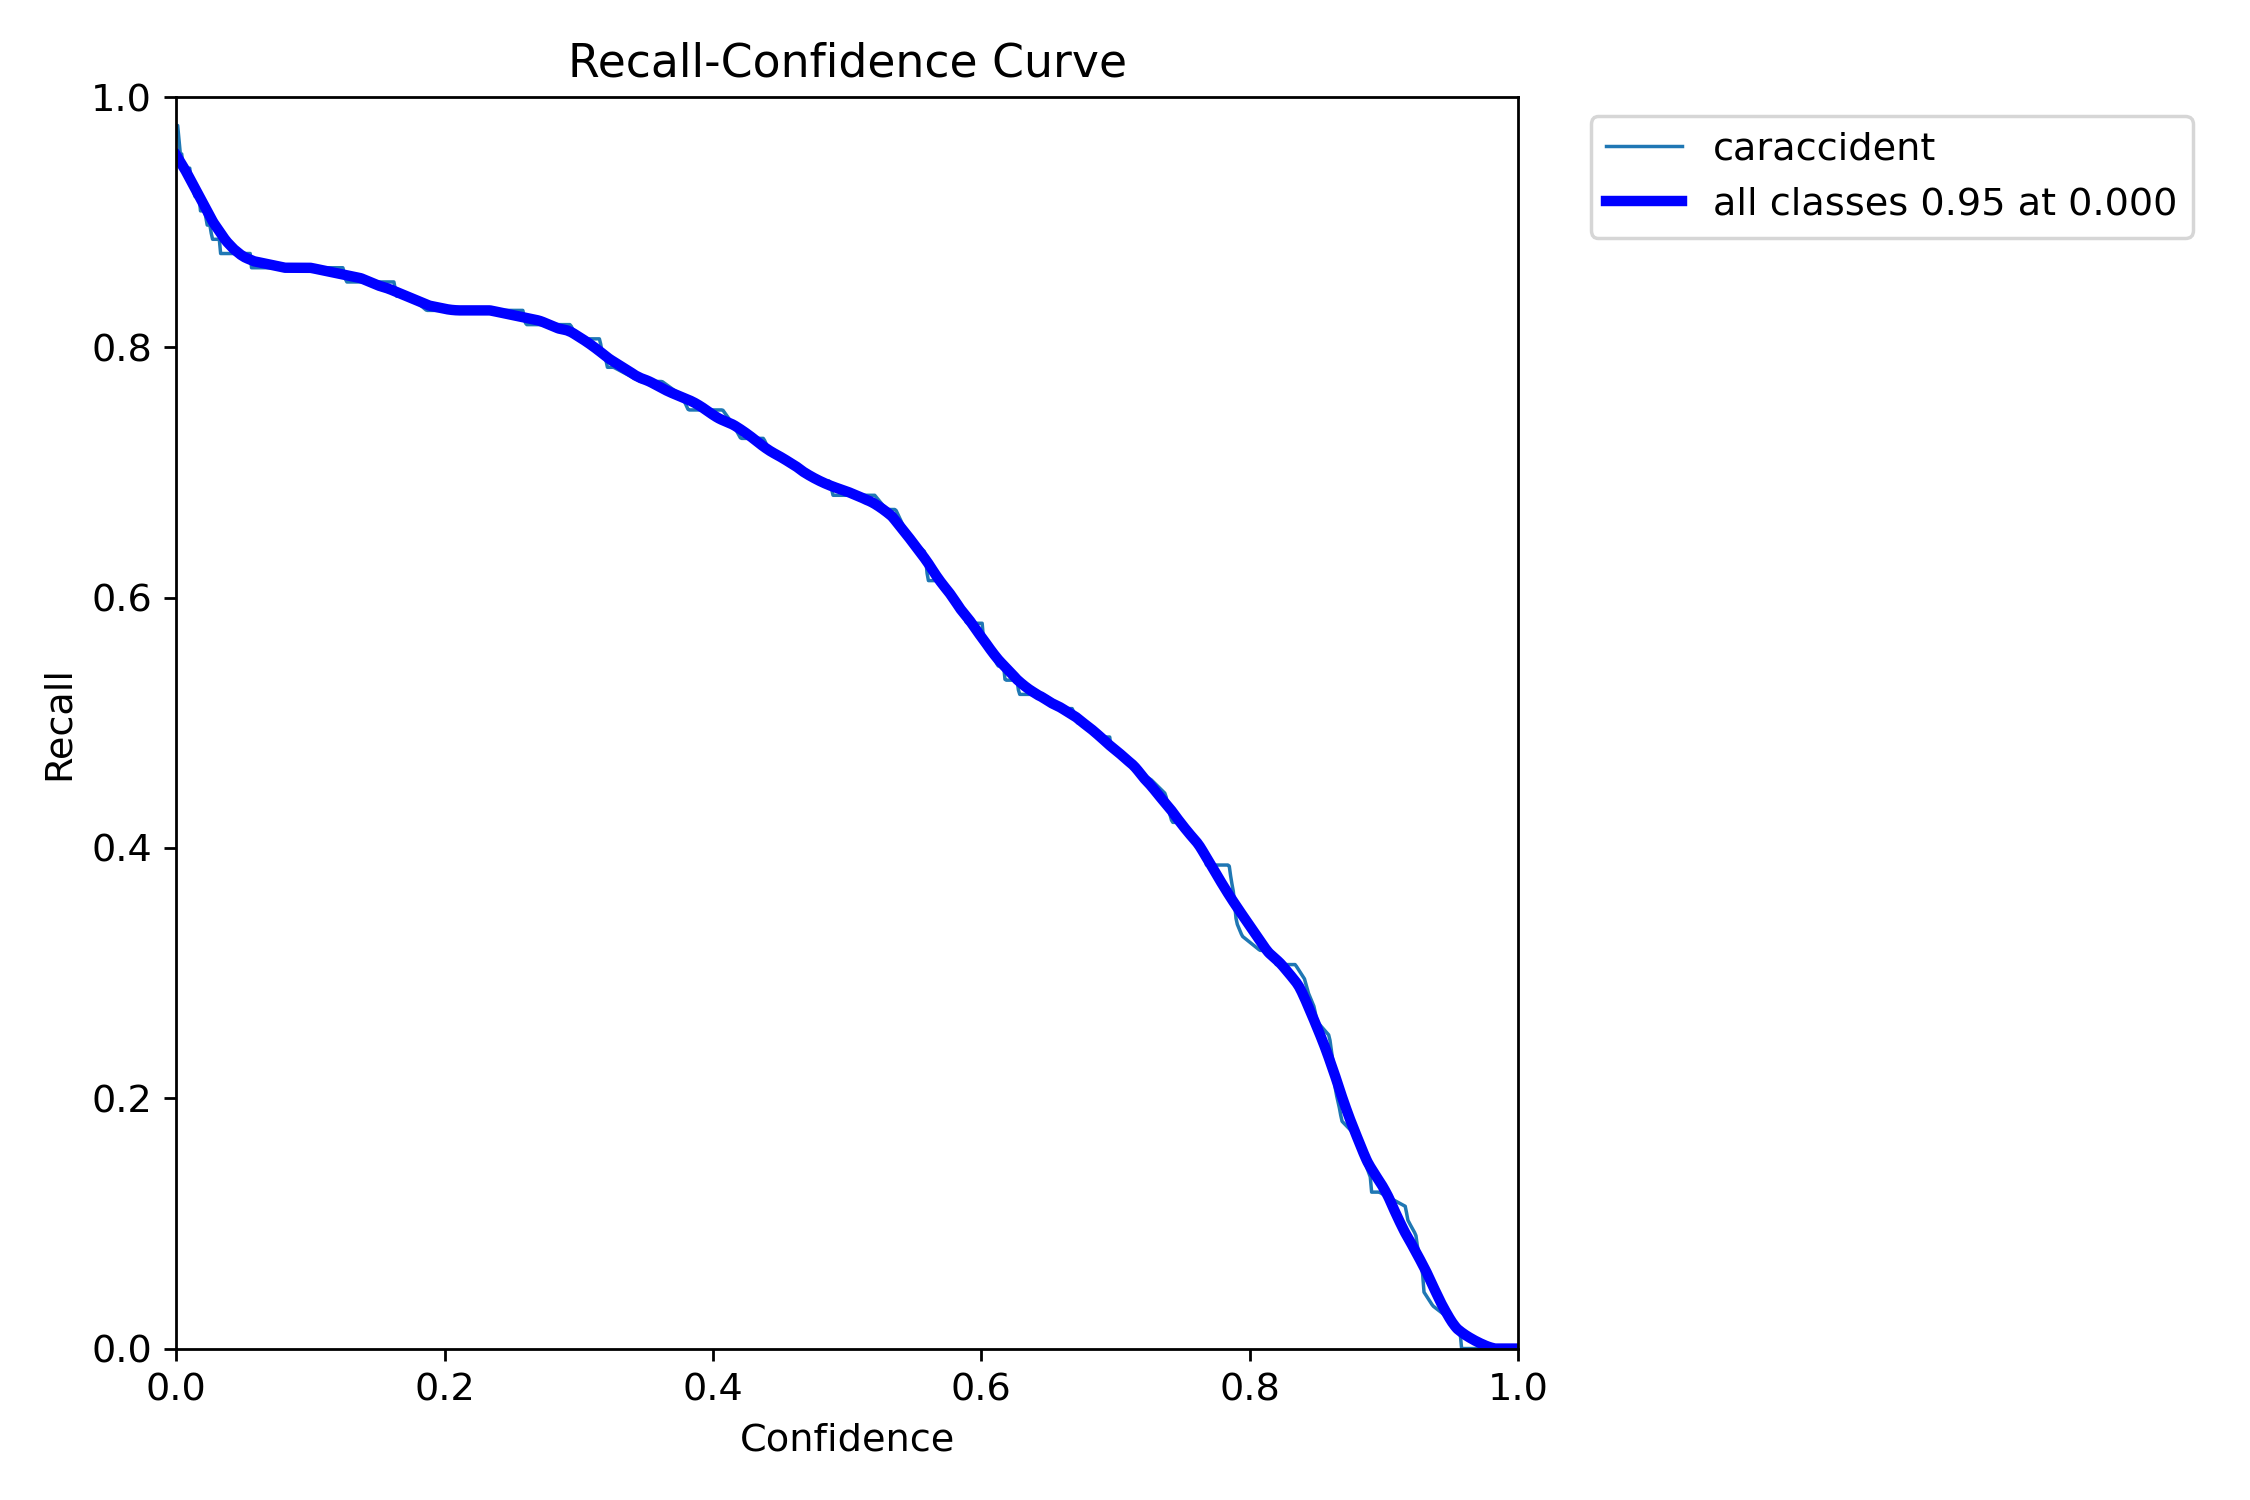 Recall-Confidence Curve
caraccident
all classes 0.95 at 0.000
1.0
0.8
0.6
0.4
0.2
0.0
Recall
0.0 0.2 0.4 0.6 0.8 1.0
Confidence